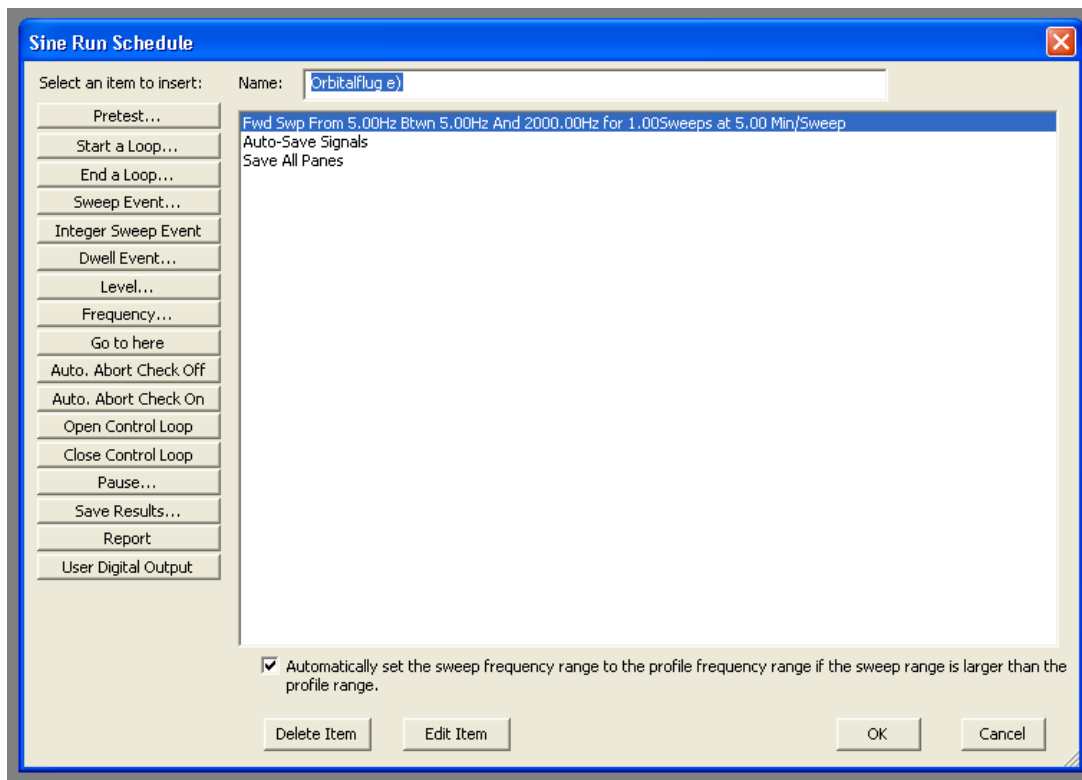 Sine Run Schedule
Select an item to insert:
Name: Orbitalflug e)
Pretest...
Start a Loop...
End a Loop...
Sweep Event...
Integer Sweep Event
Dwell Event...
Level...
Frequency...
Go to here
Auto. Abort Check Off
Auto. Abort Check On
Open Control Loop
Close Control Loop
Pause...
Save Results...
Report
User Digital Output
Fwd Swp From 5.00Hz Btwn 5.00Hz And 2000.00Hz for 1.00Sweeps at 5.00 Min/Sweep
Auto-Save Signals
Save All Panes
Automatically set the sweep frequency range to the profile frequency range if the sweep range is larger than the
profile range.
Delete Item
Edit Item
OK
Cancel